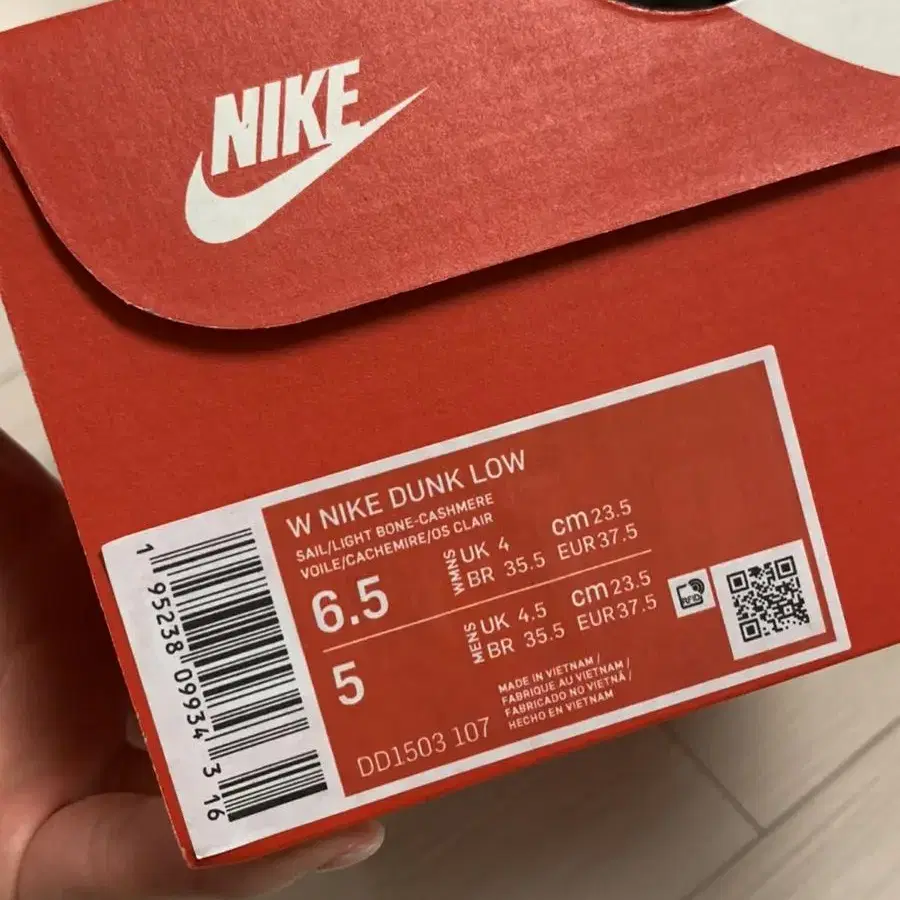 NIKE
W NIKE DUNK LOW
SAIL/LIGHT BONE-CASHMERE
VOILE/CACHEMIRE/OS CLAIR
6.5 WMNS UK 4 cm 23.5
BR 35.5 EUR 37.5
5 MENS UK 4.5 cm 23.5
BR 35.5 EUR 37.5
RFID
MADE IN VIETNAM /
FABRIQUE AU VIETNAM /
FABRICADO NO VIETNÃ /
HECHO EN VIETNAM
DD1503 107
1 95238 09934 3 16